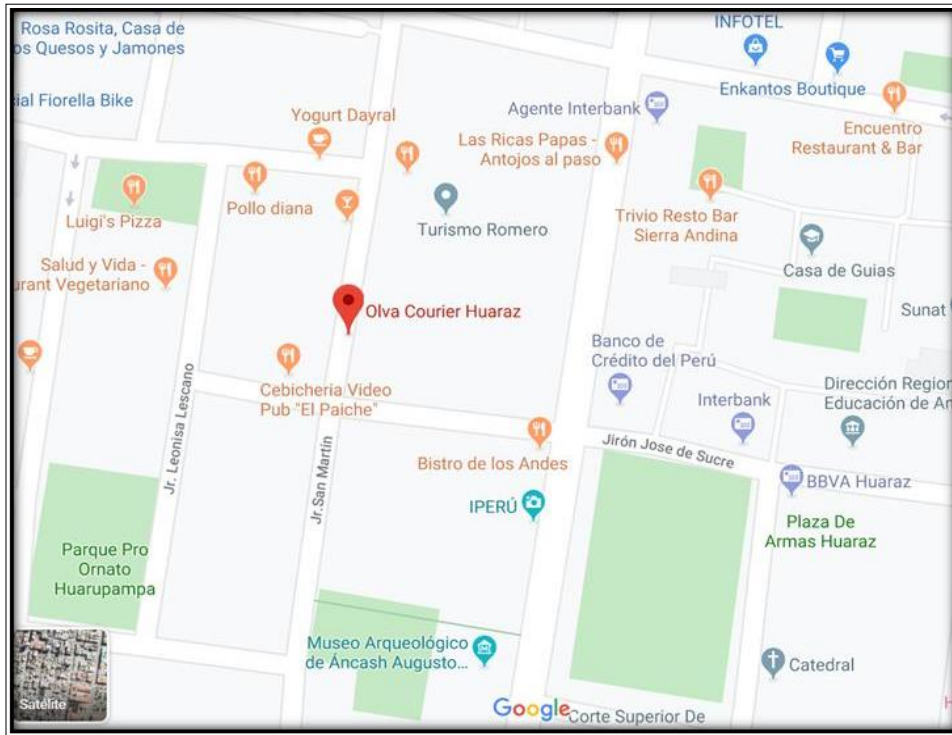 Rosa Rosita, Casa de
os Quesos y Jamones
INFOTEL
Enkantos Boutique
ial Fiorella Bike
Yogurt Dayral
Agente Interbank
Las Ricas Papas -
Antojos al paso
Encuentro
Restaurant & Bar
Luigi's Pizza
Pollo diana
Turismo Romero
Trivio Resto Bar
Sierra Andina
Salud y Vida -
urant Vegetariano
Casa de Guias
Olva Courier Huaraz
Sunat
Banco de
Crédito del Perú
Cebicheria Video
Pub "El Paiche"
Interbank
Dirección Region
Educación de An
Jr. Leonisa Lescano
Jr.San Martín
Bistro de los Andes
Jirón Jose de Sucre
IPERÚ
BBVA Huaraz
Plaza De
Armas Huaraz
Parque Pro
Ornato
Huarupampa
Museo Arqueológico
de Áncash Augusto...
Catedral
Satélite
Google
Corte Superior De
H